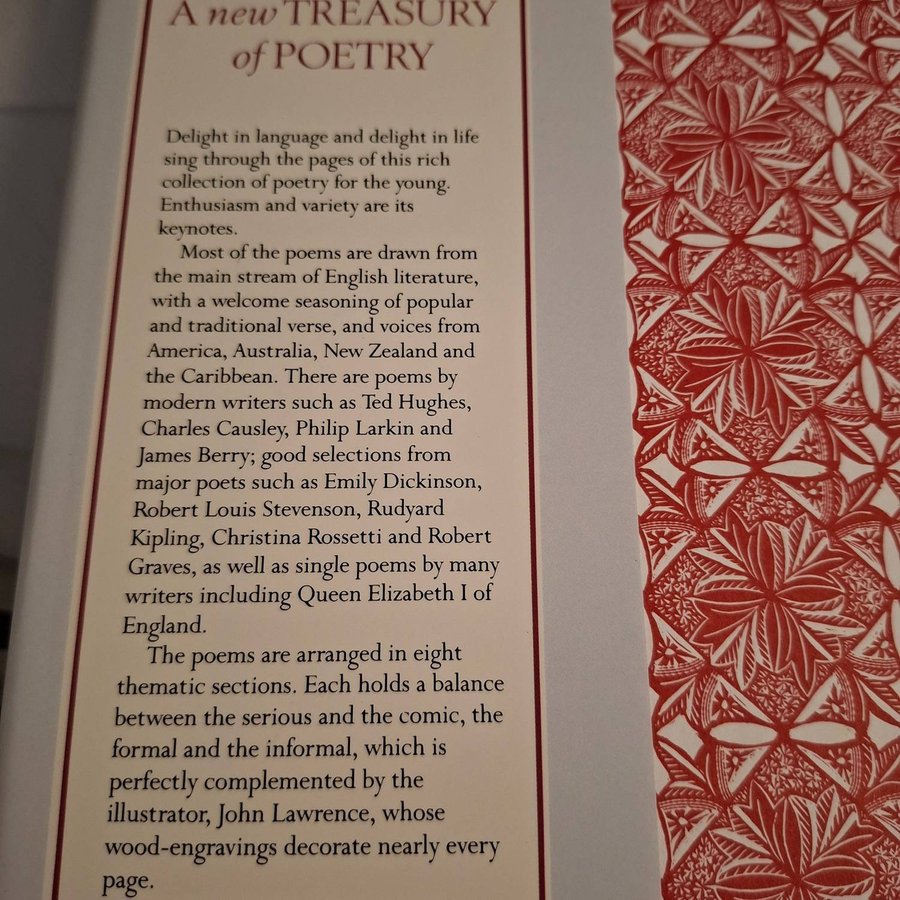 A new TREASURY
of POETRY
Delight in language and delight in life
sing through the pages of this rich
collection of poetry for the young.
Enthusiasm and variety are its
keynotes.
Most of the poems are drawn from
the main stream of English literature,
with a welcome seasoning of popular
and traditional verse, and voices from
America, Australia, New Zealand and
the Caribbean. There are poems by
modern writers such as Ted Hughes,
Charles Causley, Philip Larkin and
James Berry; good selections from
major poets such as Emily Dickinson,
Robert Louis Stevenson, Rudyard
Kipling, Christina Rossetti and Robert
Graves, as well as single poems by many
writers including Queen Elizabeth I of
England.
The poems are arranged in eight
thematic sections. Each holds a balance
between the serious and the comic, the
formal and the informal, which is
perfectly complemented by the
illustrator, John Lawrence, whose
wood-engravings decorate nearly every
page.